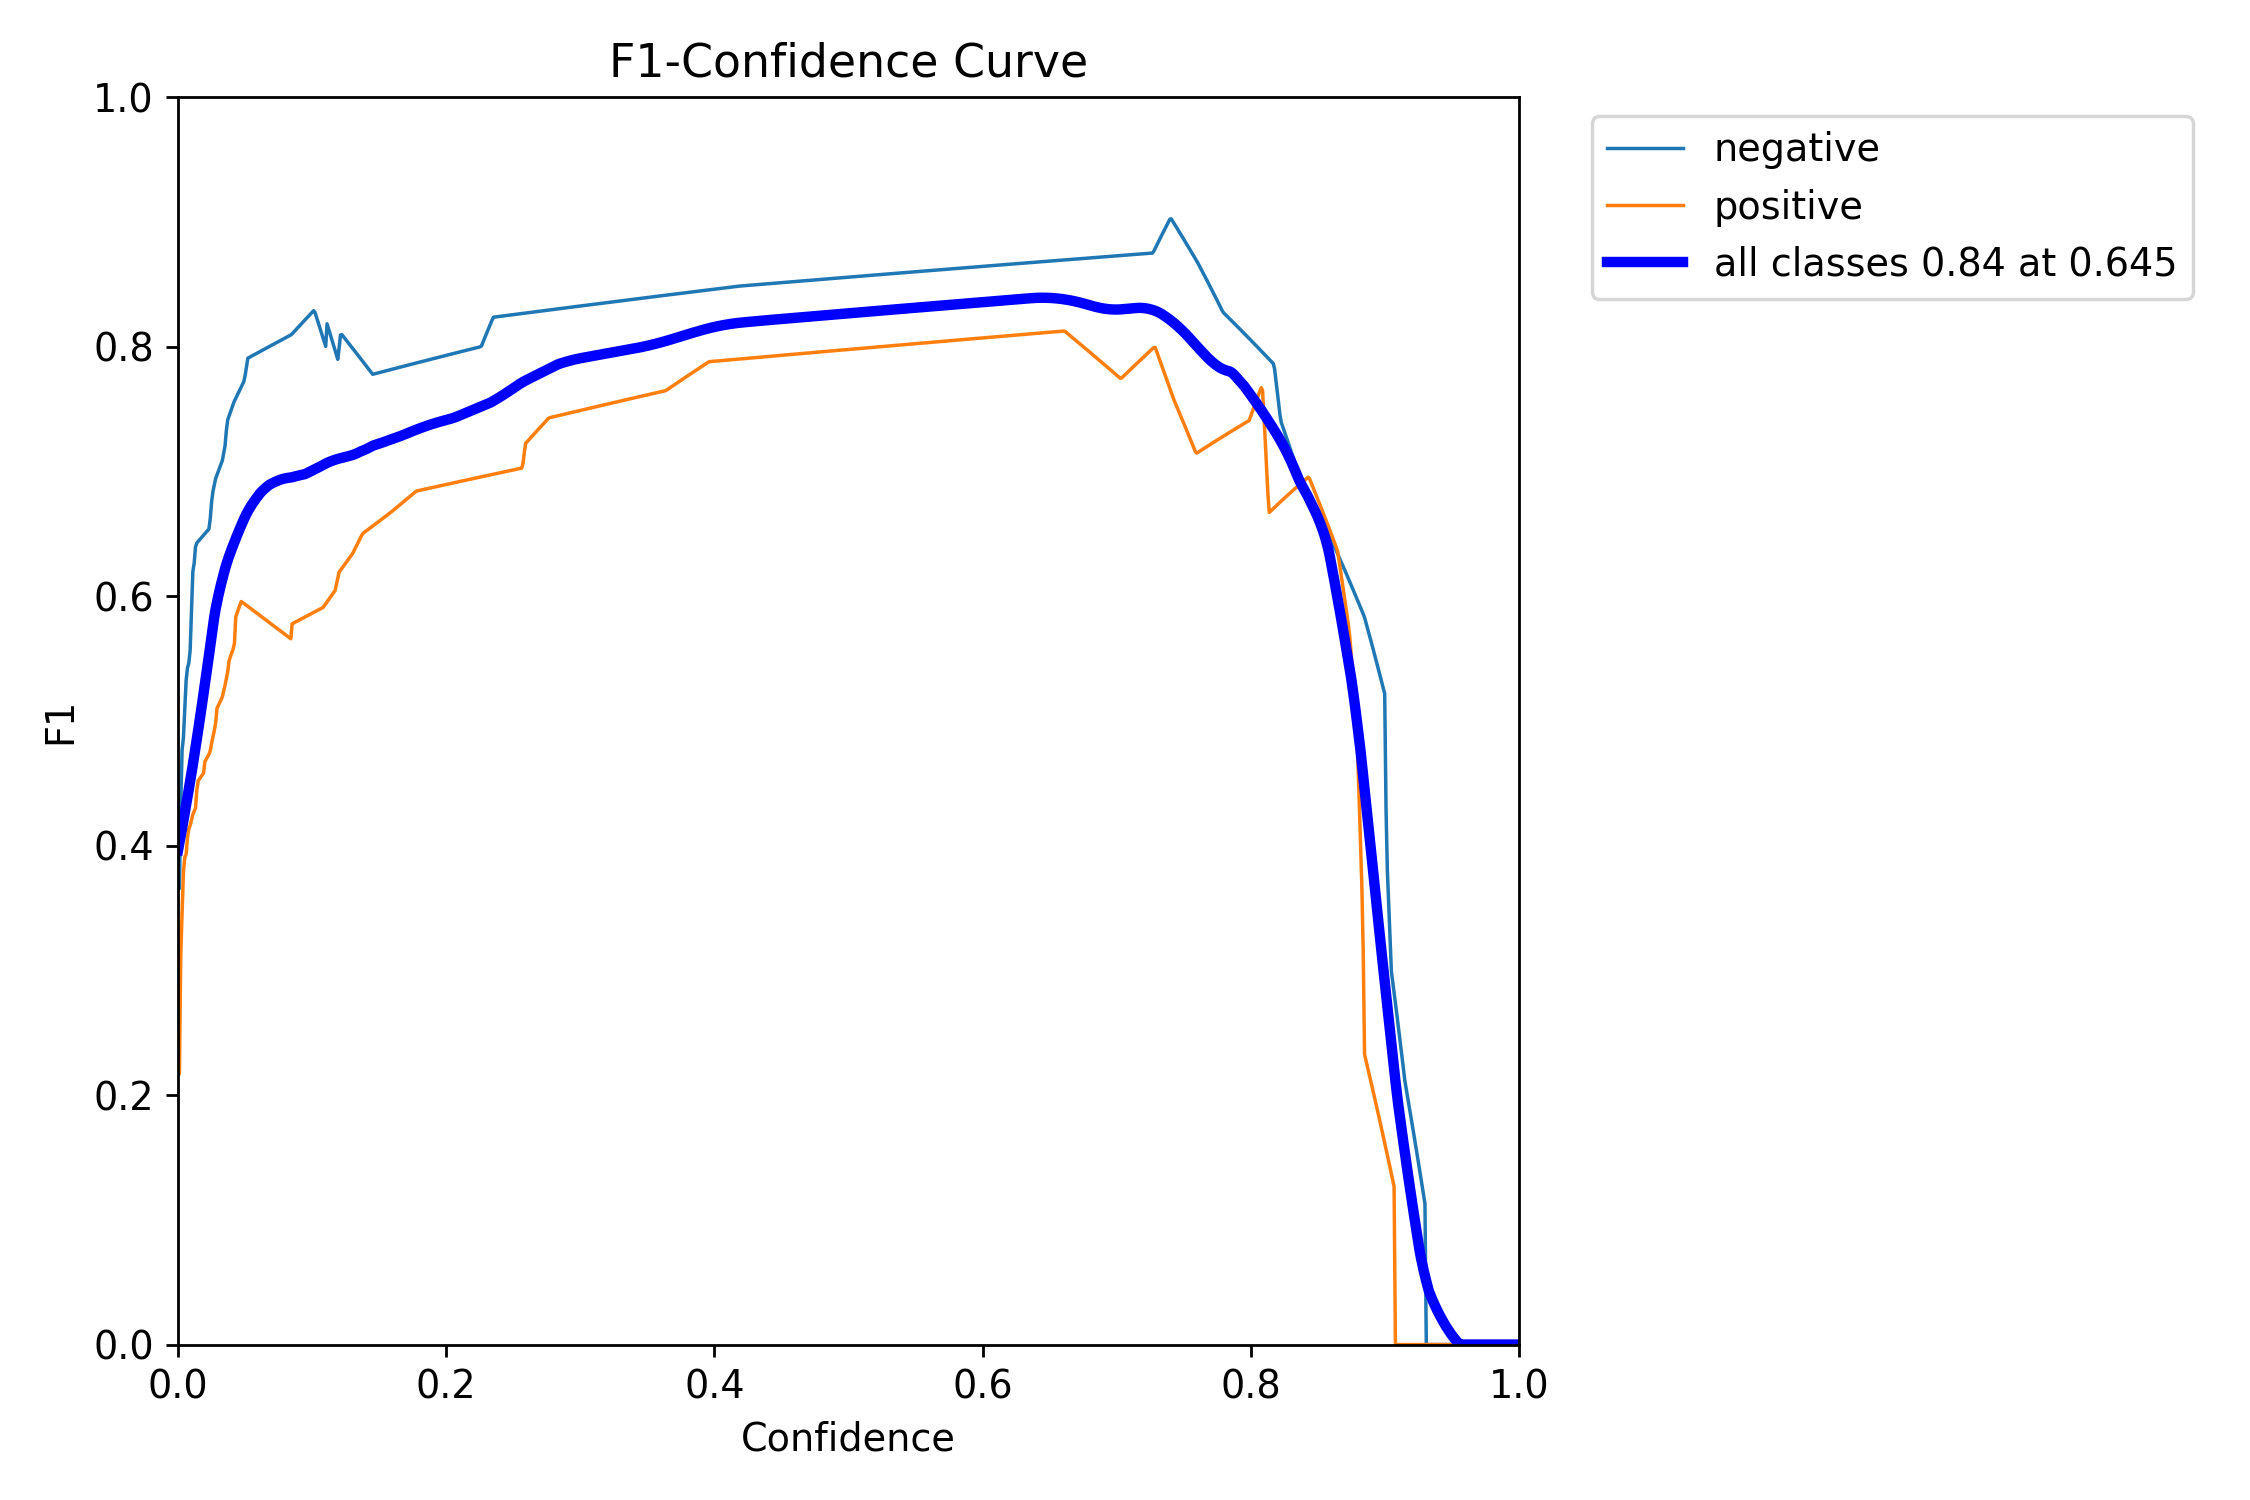 F1-Confidence Curve
negative
positive
all classes 0.84 at 0.645
1.0
0.8
0.6
0.4
0.2
0.0
F1
0.0 0.2 0.4 0.6 0.8 1.0
Confidence